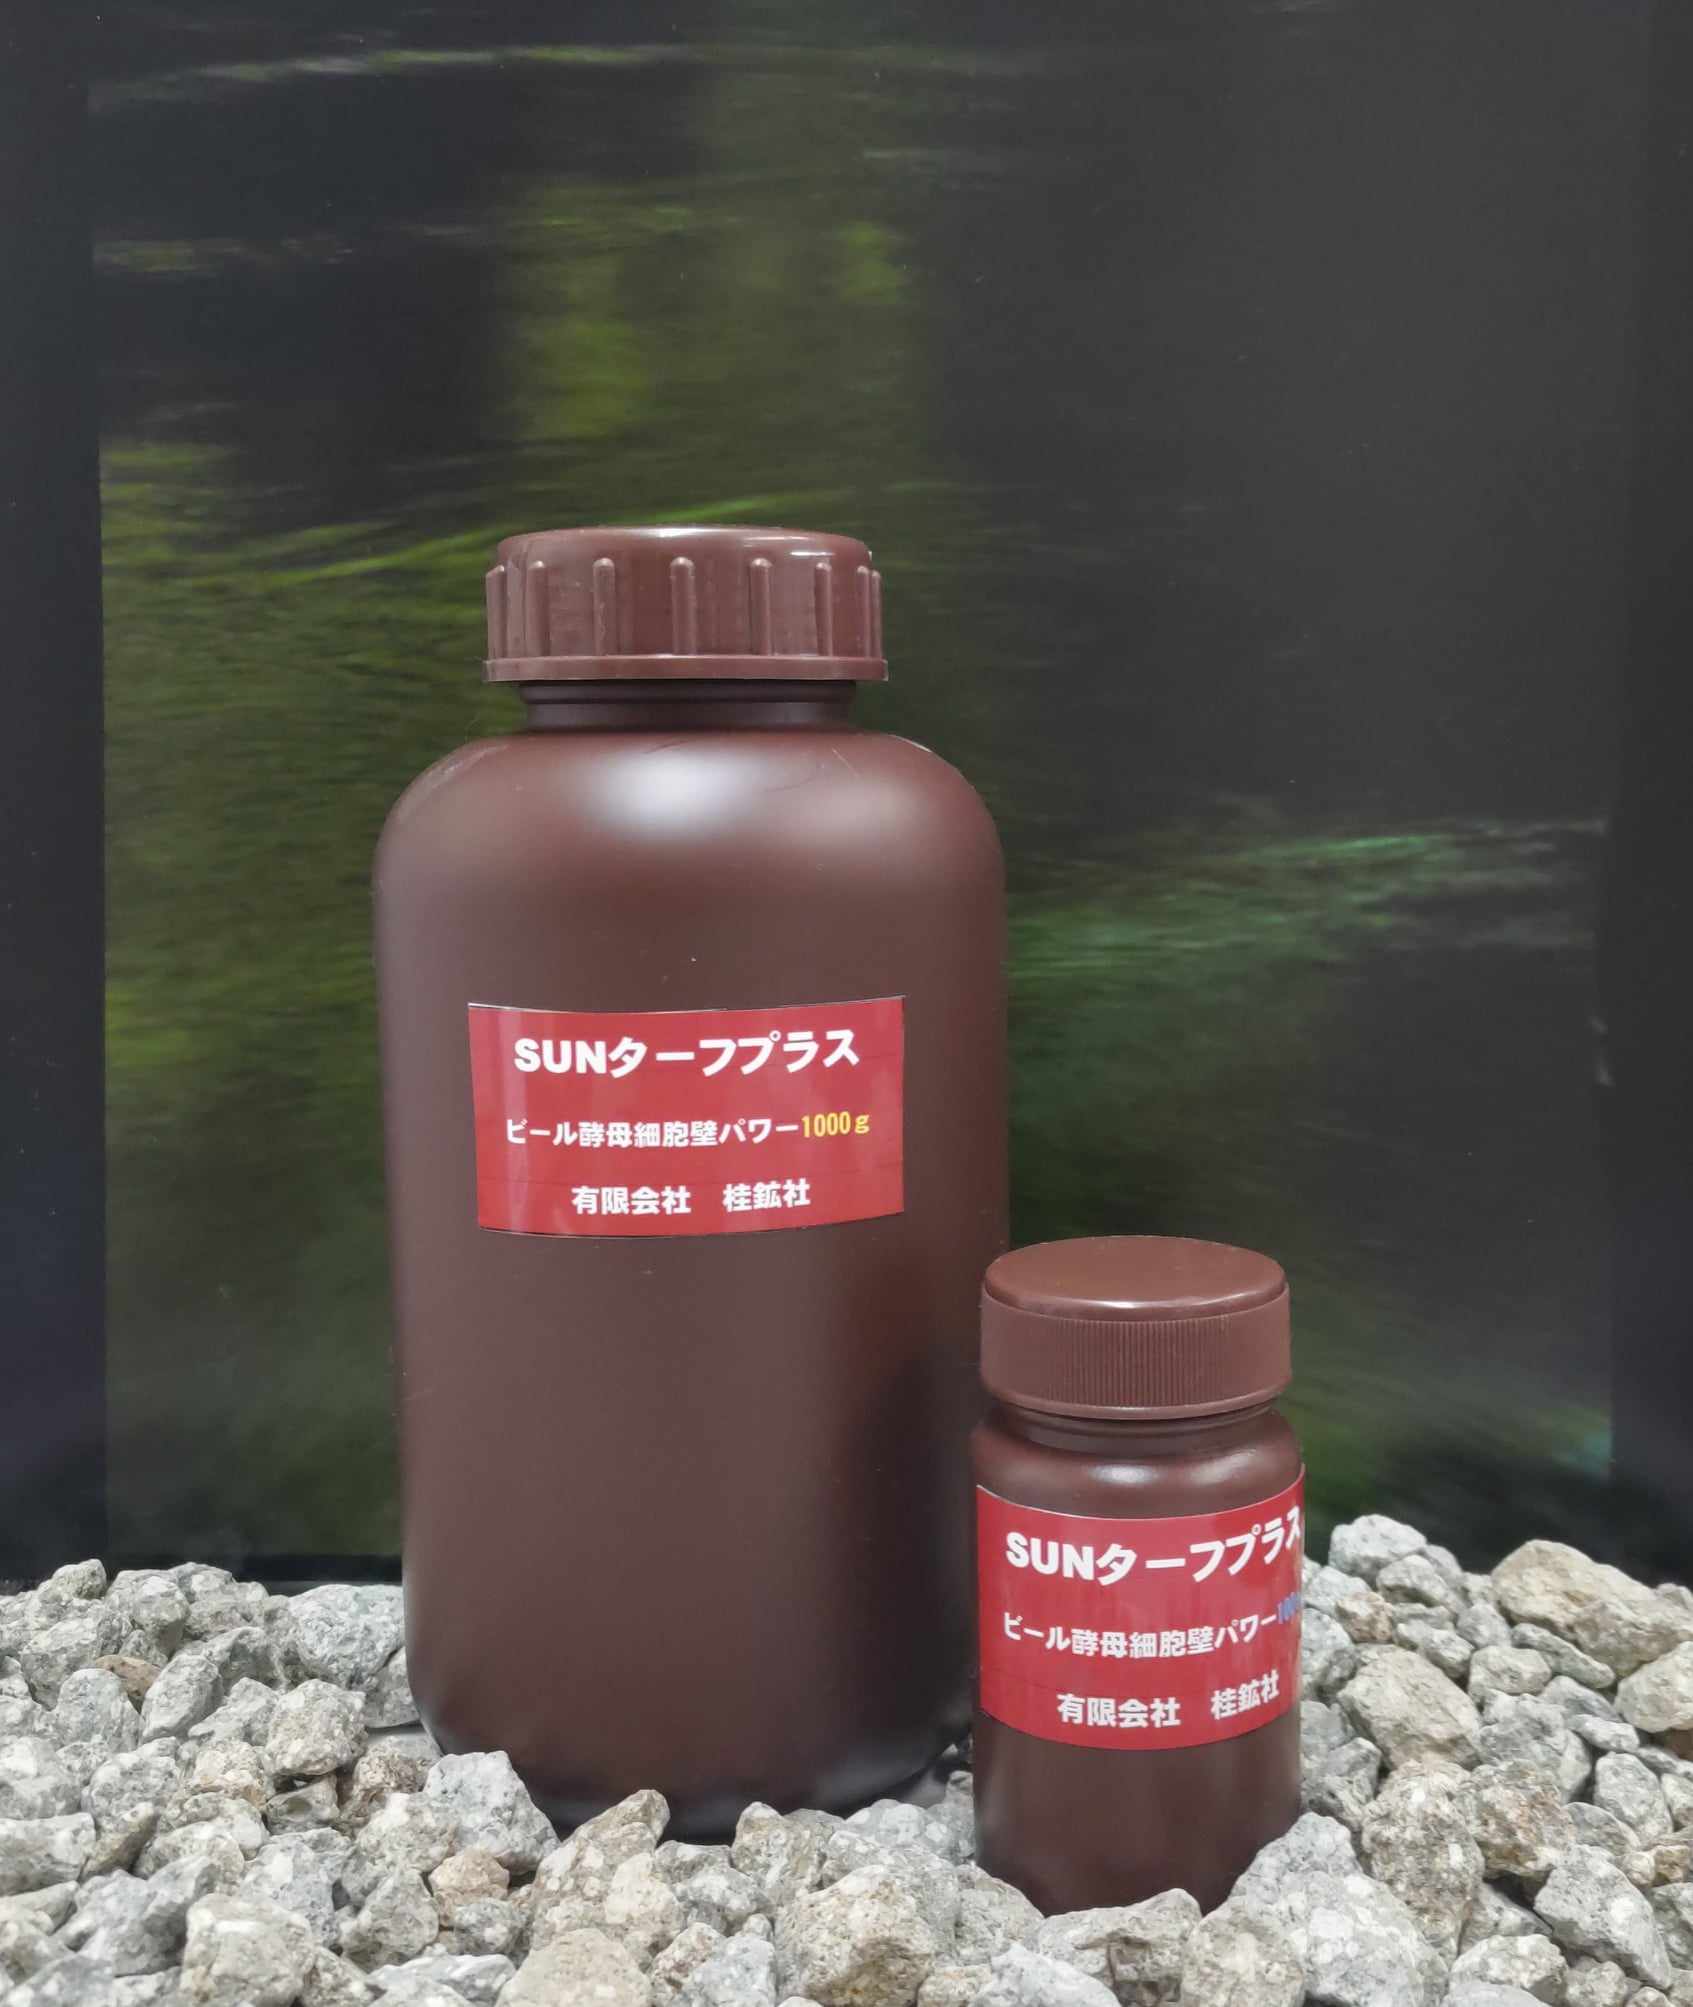 SUNターフプラス
ビール酵母細胞壁パワー1000g
有限会社 桂鉱社
SUNターフプラス
ビール酵母細胞壁パワー
有限会社 桂鉱社